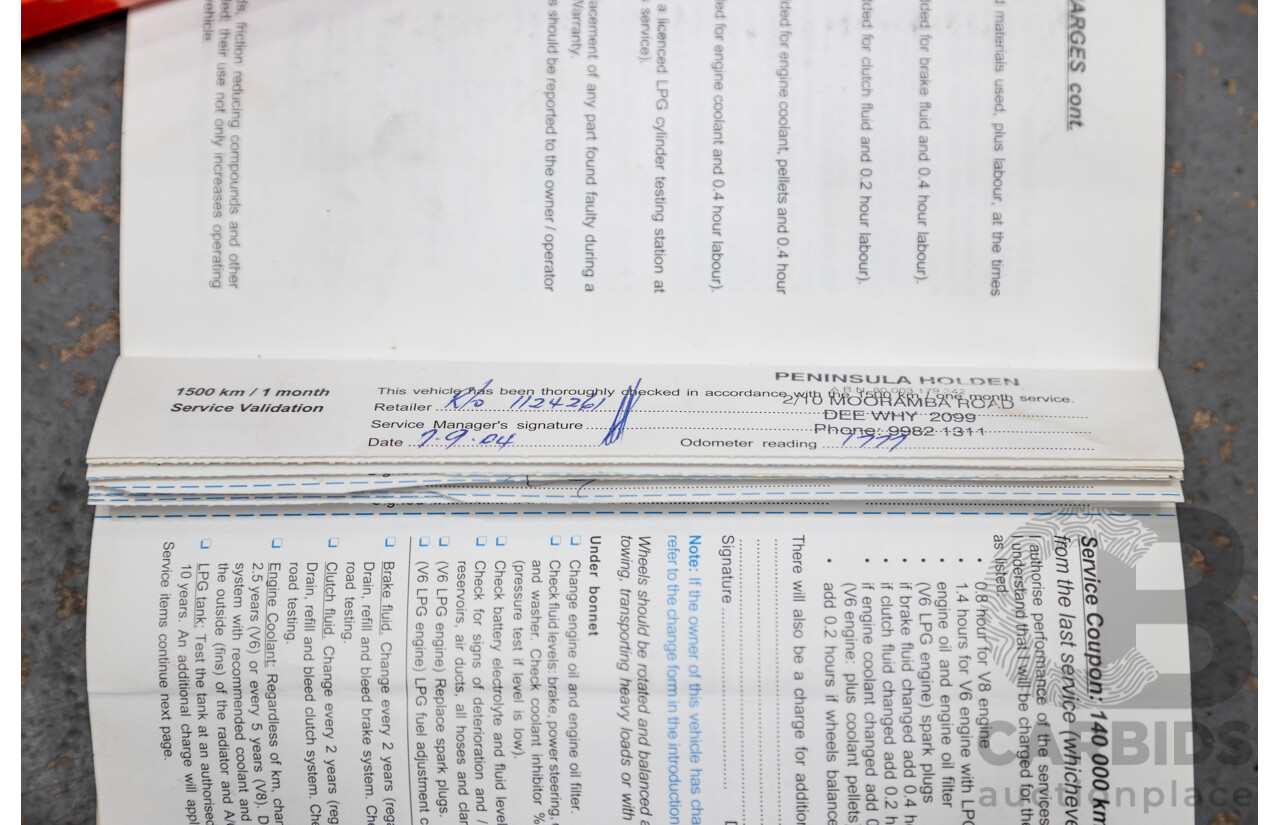 ARGES cont.
d materials used, plus labour, at the times
lded for brake fluid and 0.4 hour labour).
lded for clutch fluid and 0.2 hour labour).
ded for engine coolant, pellets and 0.4 hour
led for engine coolant and 0.4 hour labour).
a licenced LPG cylinder testing station at
s service).
acement of any part found faulty during a
Warranty.
s should be reported to the owner / operator
ds, friction reducing compounds and other
ded; their use not only increases operating
vehicle.
1500 km / 1 month
Service Validation
PENINSULA HOLDEN
This vehicle has been thoroughly checked in accordance with the 1500 km / one month service.
2/10 MOORAMBA ROAD
Retailer R/o 1124261
DEE WHY 2099
Service Manager's signature
Phone: 9982 1311
Date 7.9.04
Odometer reading 1777
Service Coupon: 140 000 km
from the last service (whicheve
I authorise performance of the services
I understand that I will be charged for the
as listed:
• 0.8 hour for V8 engine
• 1.4 hours for V6 engine with LPG
• engine oil and engine oil filter
(V6 LPG engine) spark plugs
• if brake fluid changed add 0.4 h
• if clutch fluid changed add 0.2 h
• if engine coolant changed add 0
(V6 engine: plus coolant pellets
• add 0.2 hours if wheels balance
There will also be a charge for addition
Signature
Note: If the owner of this vehicle has cha
refer to the change form in the introduction
Wheels should be rotated and balanced a
towing, transporting heavy loads or with
Under bonnet
❏ Change engine oil and engine oil filter.
❏ Check fluid levels: brake, power steering,
and washer. Check coolant inhibitor %
(pressure test if level is low).
❏ Check battery electrolyte and fluid level
❏ Check for signs of deterioration and /
reservoirs, air ducts, all hoses and clam
❏ (V6 LPG engine) Replace spark plugs.
❏ (V6 LPG engine) LPG fuel adjustment c
❏ Brake fluid. Change every 2 years (rega
Drain, refill and bleed brake system. Che
road testing.
❏ Clutch fluid. Change every 2 years (reg
Drain, refill and bleed clutch system. Che
road testing.
❏ Engine Coolant: Regardless of km, chan
2.5 years (V6) or every 5 years (V8). D
system with recommended coolant and
the outside (fins) of the radiator and A/
❏ LPG tank: Test the tank at an authorised
10 years. An additional charge will appl
Service items continue next page.
CARBIDS
auctionplace